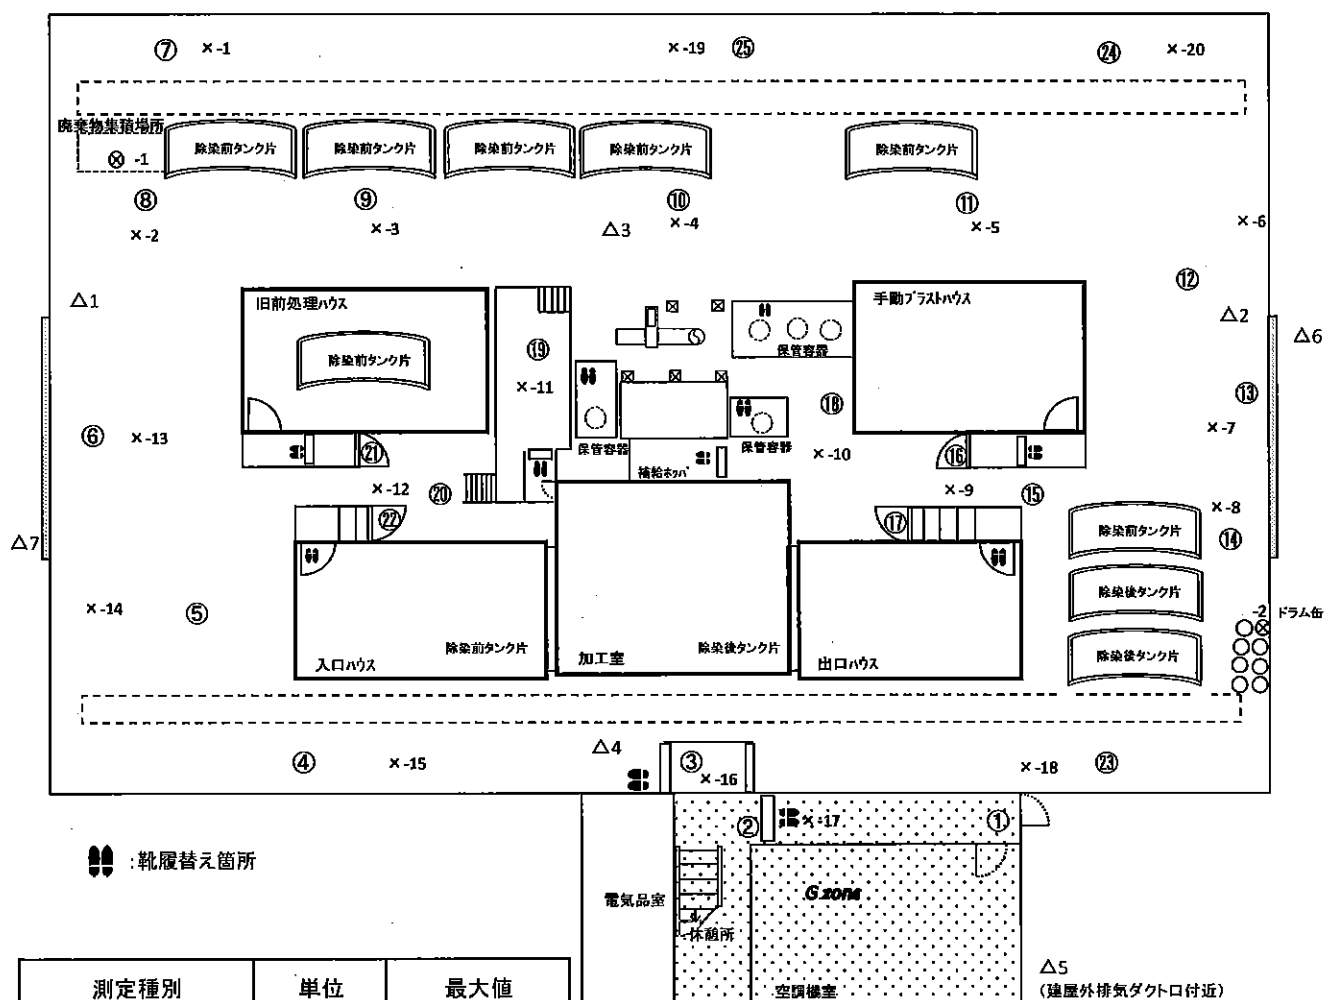 ⑦ × -1 × -19 ㉕ ㉔ × -20
廃棄物集積場所
除染前タンク片 除染前タンク片 除染前タンク片 除染前タンク片 除染前タンク片
⊗ -1
⑧ ⑨ ⑩ ⑪
× -2 × -3 △3 × -4 × -5 × -6
⑫
△1 旧前処理ハウス 手動ブラストハウス
△2 △6
保管容器
除染前タンク片 ⑲
× -11 ⑱ ⑬
⑥ × -13 × -7
㉑ 保管容器 保管容器 × -10 ⑯
補給ホッパ
× -12 ⑳ × -9 ⑮
× -8
㉒ ⑰ 除染前タンク片 ⑭
△7
除染後タンク片
× -14 ⑤ -2 ドラム缶
除染前タンク片 除染後タンク片 除染後タンク片
入口ハウス 加工室 出口ハウス
④ × -15 △4 ③ × -16 × -18 ㉓
② × -17 ①
:靴履替え箇所
電気品室 G zone
休憩所
△5
測定種別 単位 最大値 空調機室 (建屋外排気ダクト口付近)